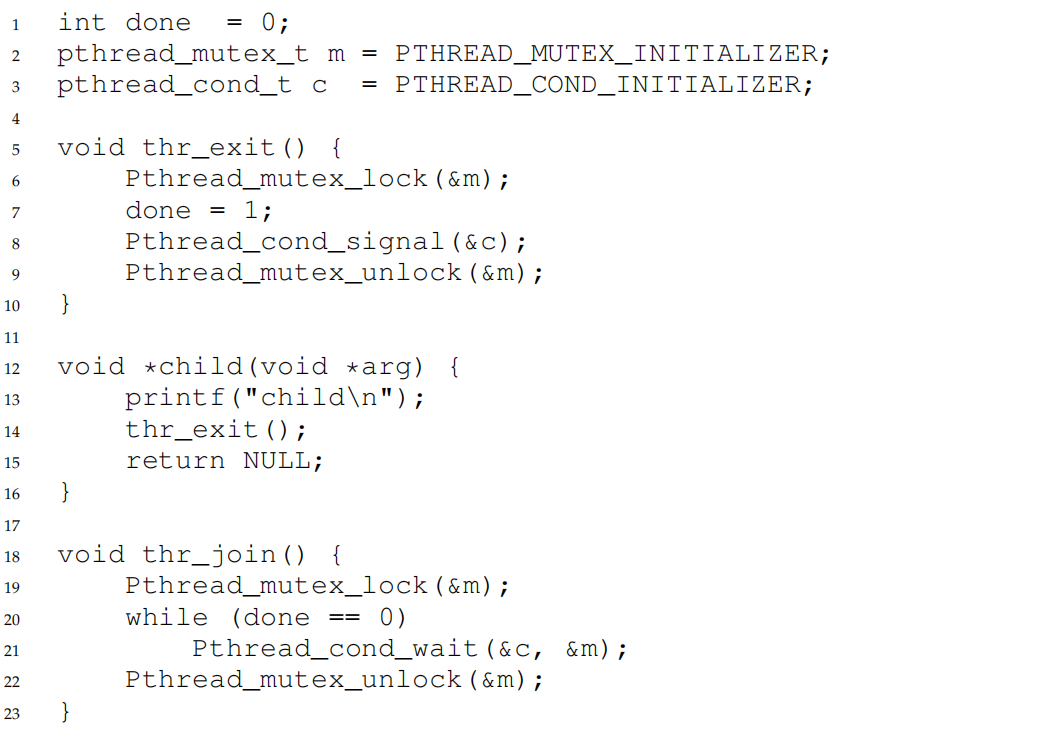 1 int done  = 0;
2 pthread_mutex_t m = PTHREAD_MUTEX_INITIALIZER;
3 pthread_cond_t c  = PTHREAD_COND_INITIALIZER;
4
5 void thr_exit() {
6     Pthread_mutex_lock(&m);
7     done = 1;
8     Pthread_cond_signal(&c);
9     Pthread_mutex_unlock(&m);
10 }
11
12 void *child(void *arg) {
13     printf("child\n");
14     thr_exit();
15     return NULL;
16 }
17
18 void thr_join() {
19     Pthread_mutex_lock(&m);
20     while (done == 0)
21         Pthread_cond_wait(&c, &m);
22     Pthread_mutex_unlock(&m);
23 }